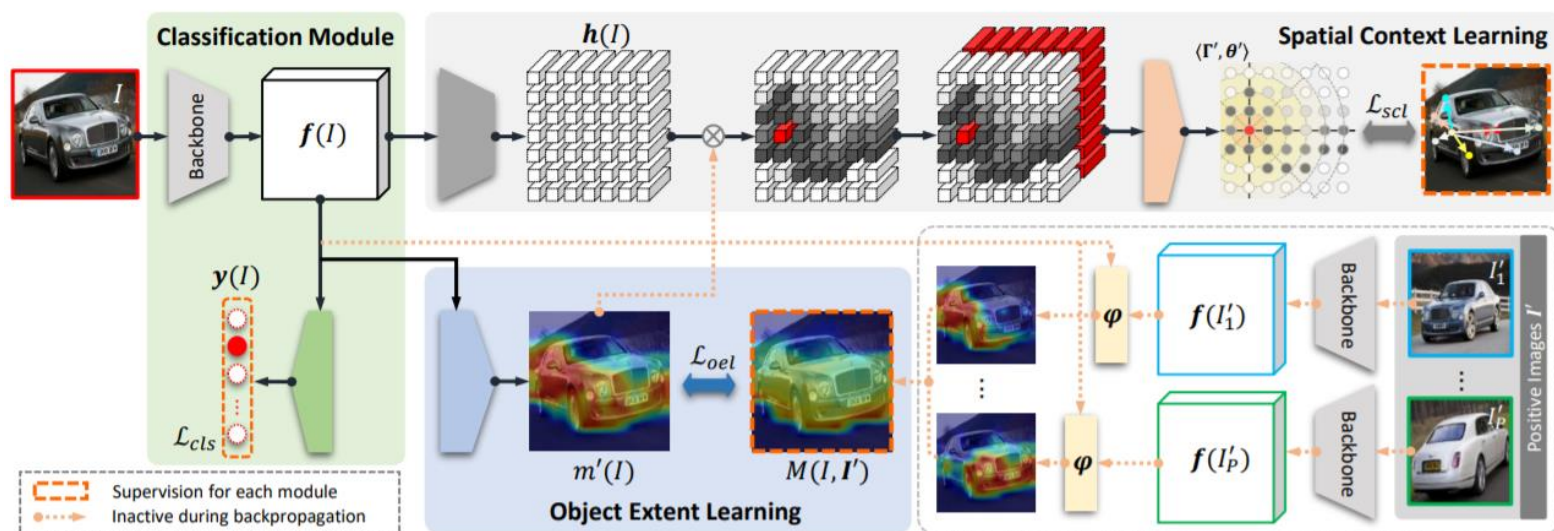 Classification Module
h(I)
Spatial Context Learning
⟨Γ′, θ′⟩
I
Backbone
f(I)
ℒscl
y(I)
ℒcls
ℒoel
m′(I)
M(I, I′)
Object Extent Learning
φ
f(I′1)
Backbone
I′1
Positive Images I′
φ
f(I′P)
Backbone
I′P
Supervision for each module
Inactive during backpropagation